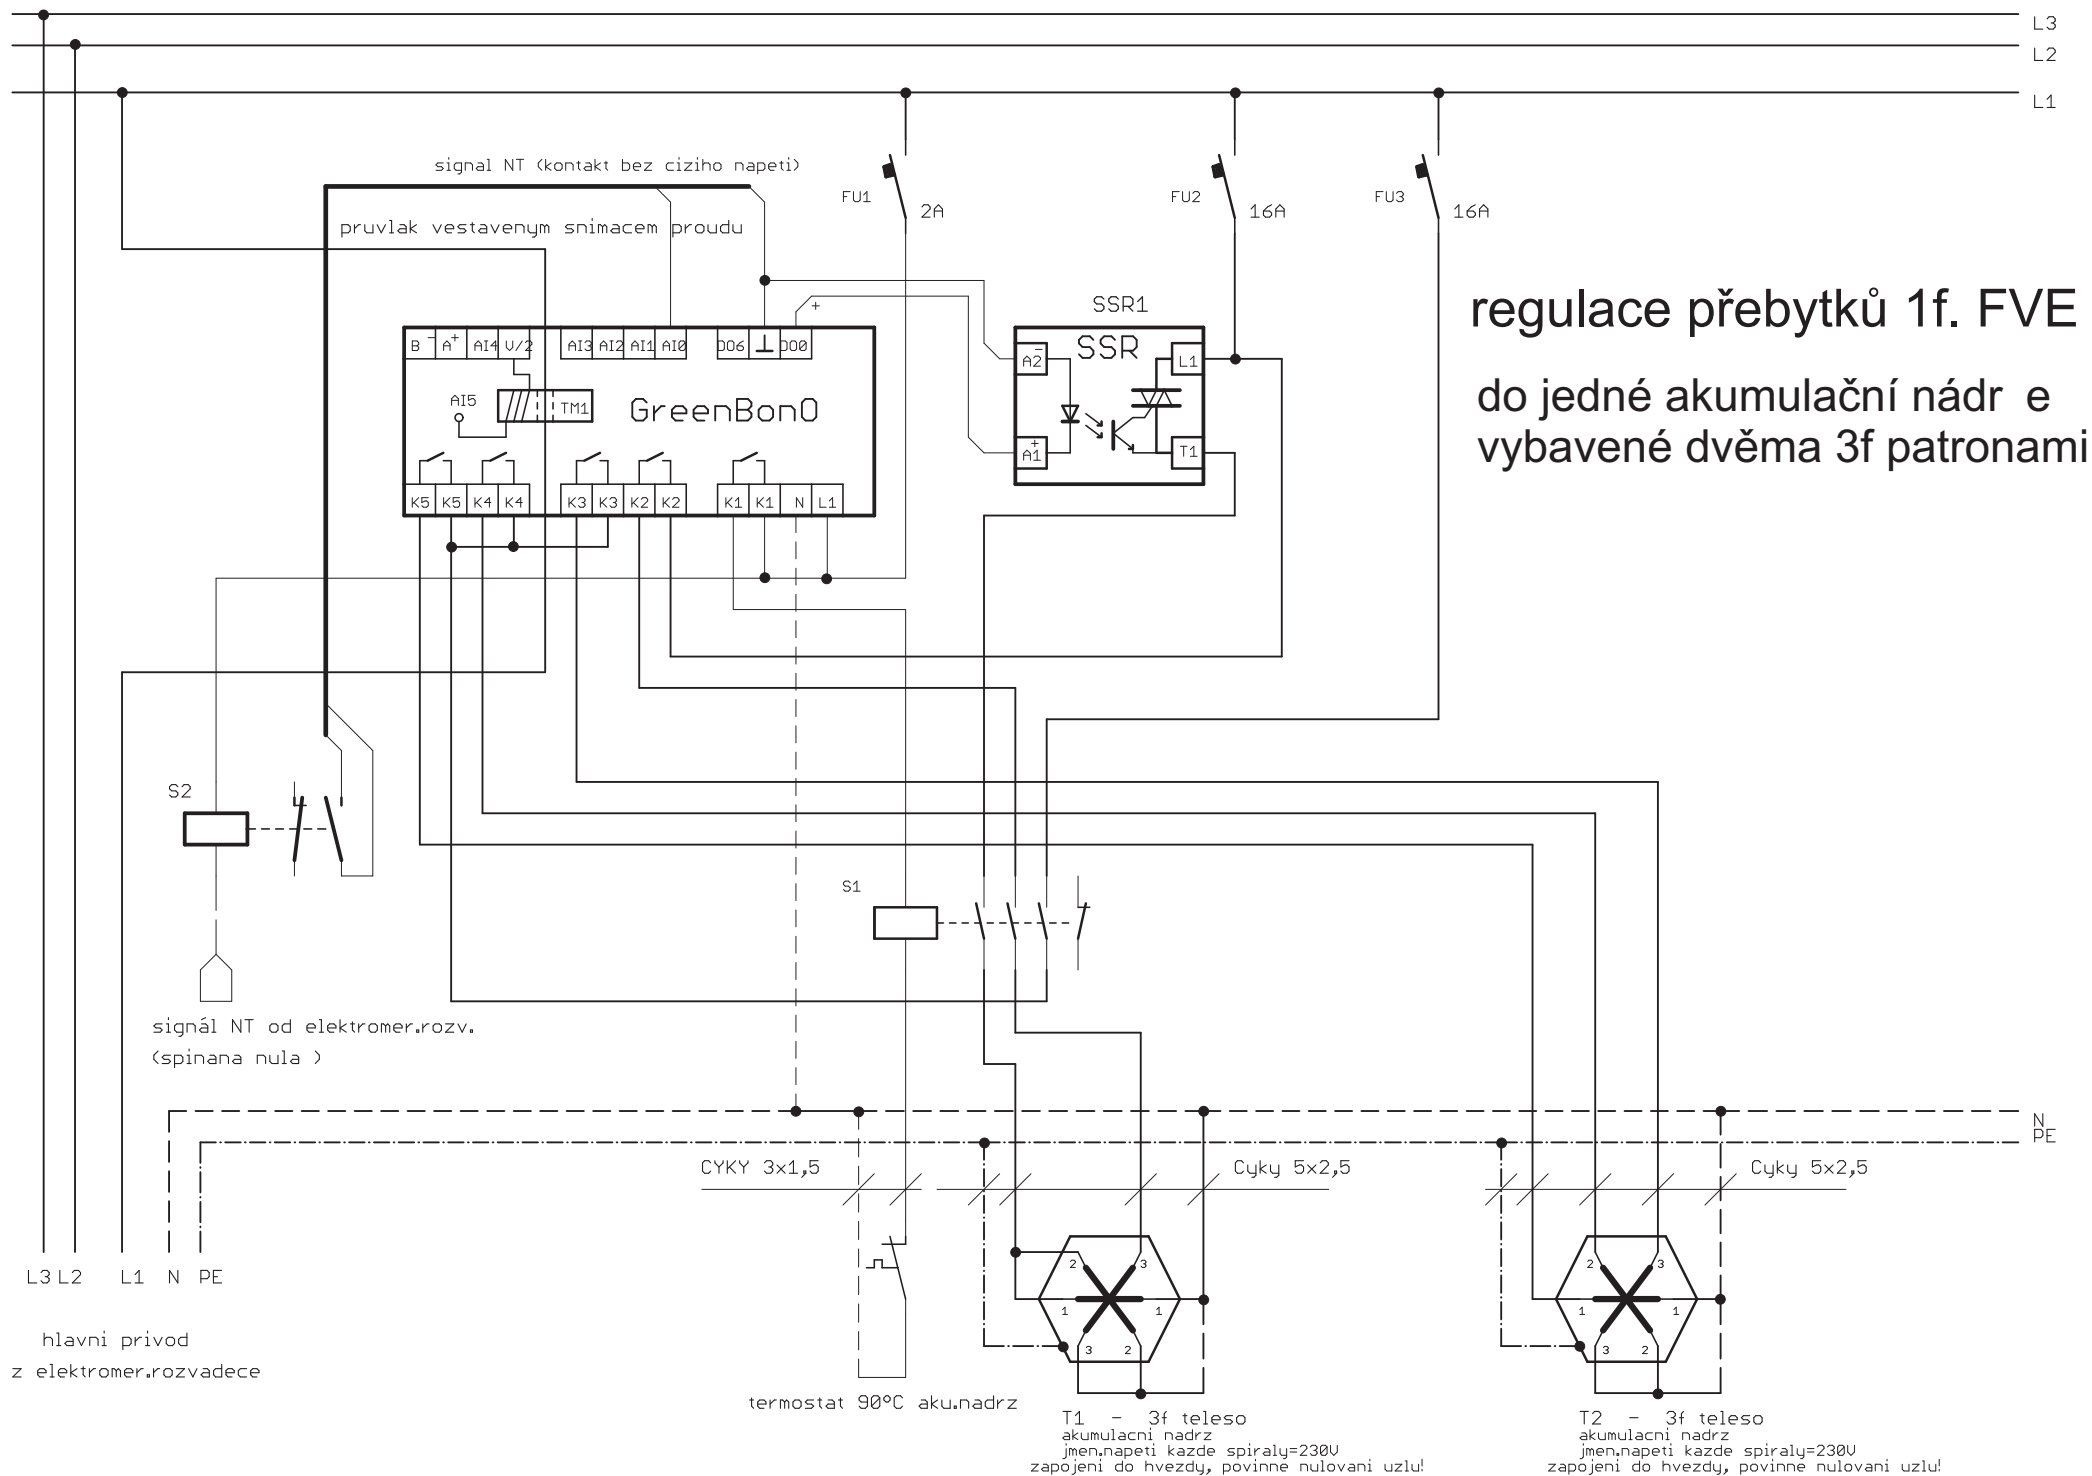 L3
L2
L1
signal NT (kontakt bez ciziho napeti)
FU1
2A
FU2
16A
FU3
16A
pruvlak vestavenym snimacem proudu
regulace přebytků 1f. FVE
do jedné akumulační nádr e
vybavené dvěma 3f patronami
+
SSR1
SSR
A2 -
L1
A1 +
T1
B - A+ AI4 V/2 AI3 AI2 AI1 AI0 DO6 ⊥ DO0
AI5
TM1
GreenBonO
K5 K5 K4 K4 K3 K3 K2 K2 K1 K1 N L1
S2
S1
signál NT od elektromer.rozv.
(spinana nula )
N
PE
CYKY 3x1,5
Cyky 5x2,5
Cyky 5x2,5
L3 L2 L1 N PE
2 3
1 1
3 2
2 3
1 1
3 2
hlavni privod
z elektromer.rozvadece
termostat 90°C aku.nadrz
T1 - 3f teleso
akumulacni nadrz
jmen.napeti kazde spiraly=230V
zapojeni do hvezdy, povinne nulovani uzlu!
T2 - 3f teleso
akumulacni nadrz
jmen.napeti kazde spiraly=230V
zapojeni do hvezdy, povinne nulovani uzlu!